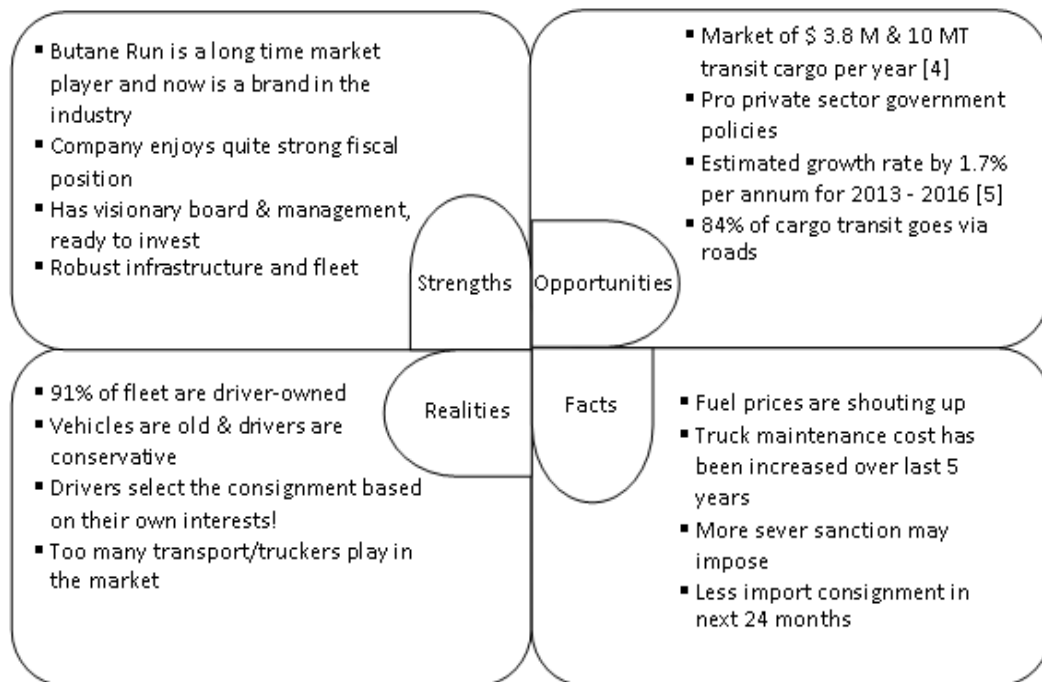 ▪ Butane Run is a long time market
player and now is a brand in the
industry
▪ Company enjoys quite strong fiscal
position
▪ Has visionary board & management,
ready to invest
▪ Robust infrastructure and fleet
Strengths
▪ Market of $ 3.8 M & 10 MT
transit cargo per year [4]
▪ Pro private sector government
policies
▪ Estimated growth rate by 1.7%
per annum for 2013 - 2016 [5]
▪ 84% of cargo transit goes via
roads
Opportunities
▪ 91% of fleet are driver-owned
▪ Vehicles are old & drivers are
conservative
▪ Drivers select the consignment based
on their own interests!
▪ Too many transport/truckers play in
the market
Realities
Facts
▪ Fuel prices are shouting up
▪ Truck maintenance cost has
been increased over last 5
years
▪ More sever sanction may
impose
▪ Less import consignment in
next 24 months